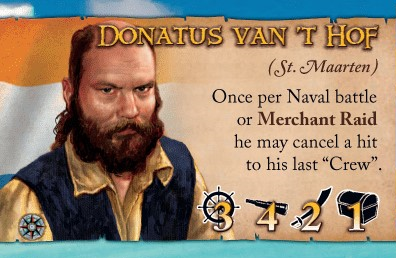 DONATUS VAN 'T HOF
(St. Maarten)
Once per Naval battle
or Merchant Raid
he may cancel a hit
to his last “Crew”.
3 4 2 1